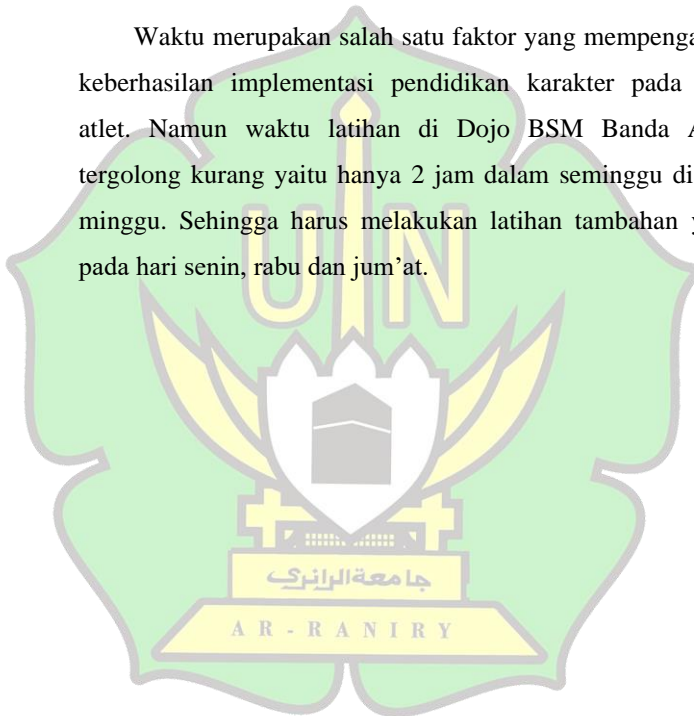 Waktu merupakan salah satu faktor yang mempenga
keberhasilan implementasi pendidikan karakter pada
atlet. Namun waktu latihan di Dojo BSM Banda A
tergolong kurang yaitu hanya 2 jam dalam seminggu di
minggu. Sehingga harus melakukan latihan tambahan y
pada hari senin, rabu dan jum’at.
UIN
جامعةالرانري
AR-RANIRY